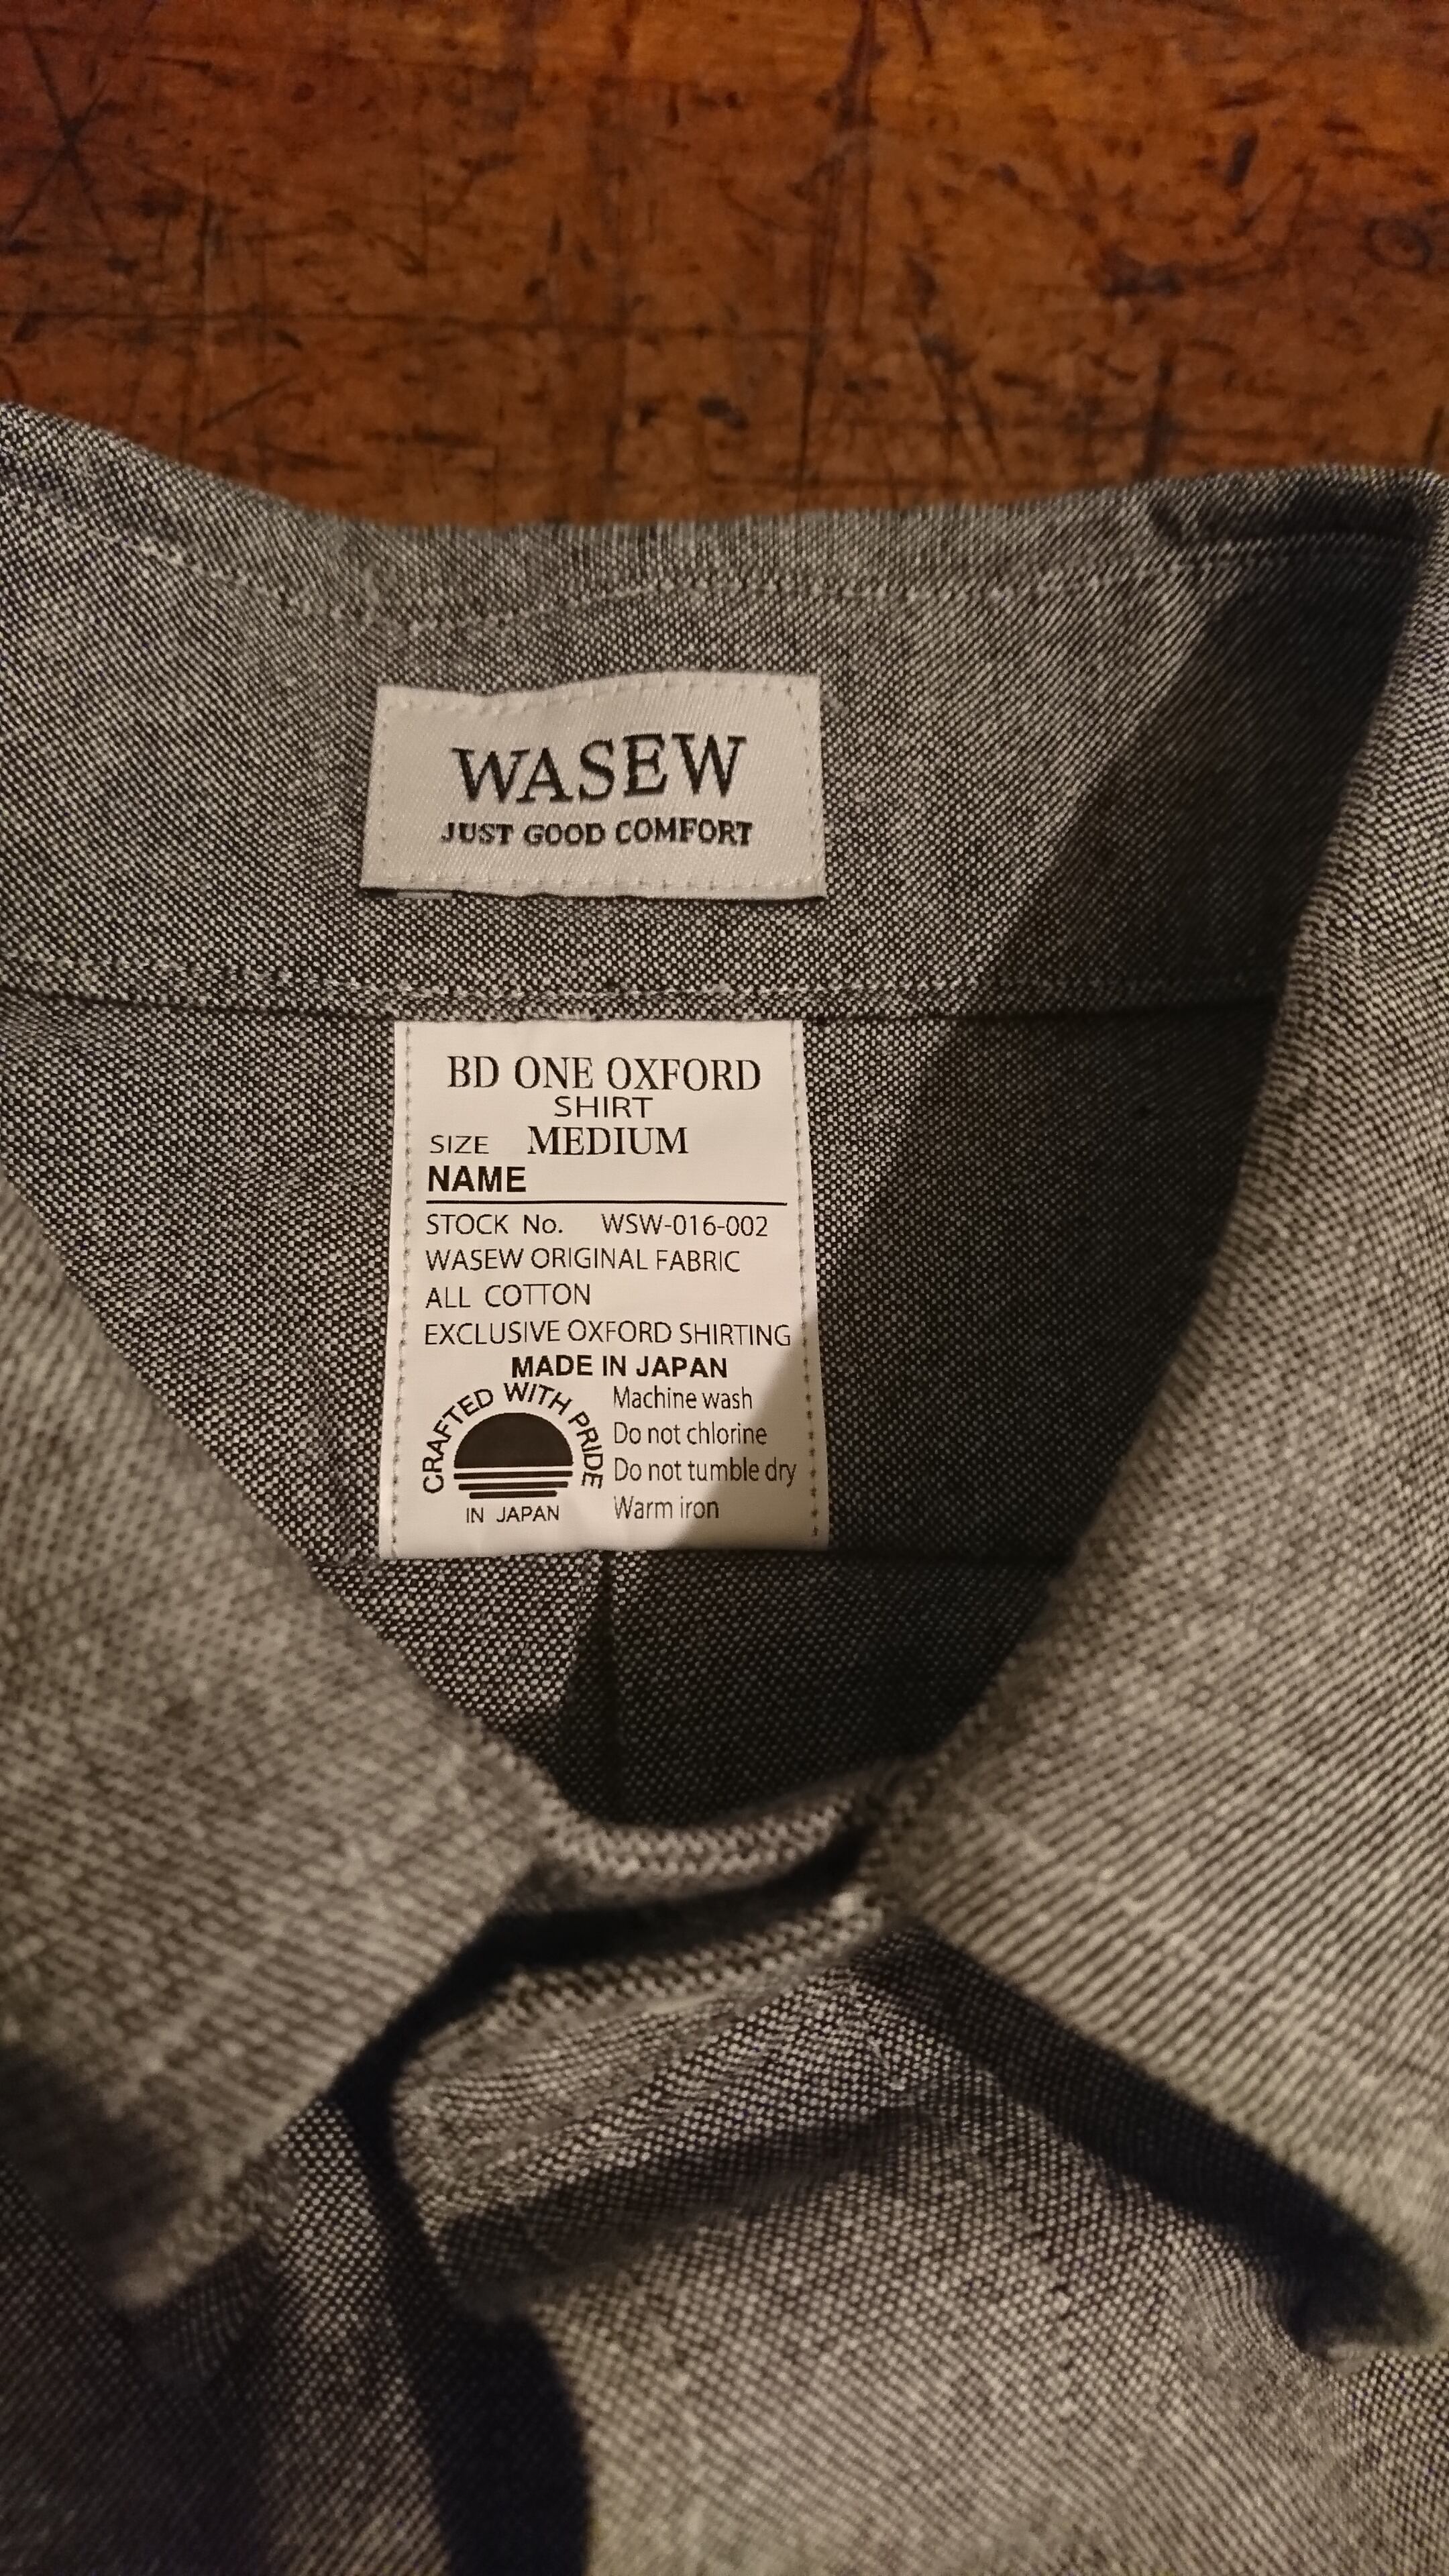 WASEW
JUST GOOD COMFORT
BD ONE OXFORD
SHIRT
SIZE MEDIUM
NAME
STOCK No. WSW-016-002
WASEW ORIGINAL FABRIC
ALL COTTON
EXCLUSIVE OXFORD SHIRTING
MADE IN JAPAN
CRAFTED WITH PRIDE
IN JAPAN
Machine wash
Do not chlorine
Do not tumble dry
Warm iron